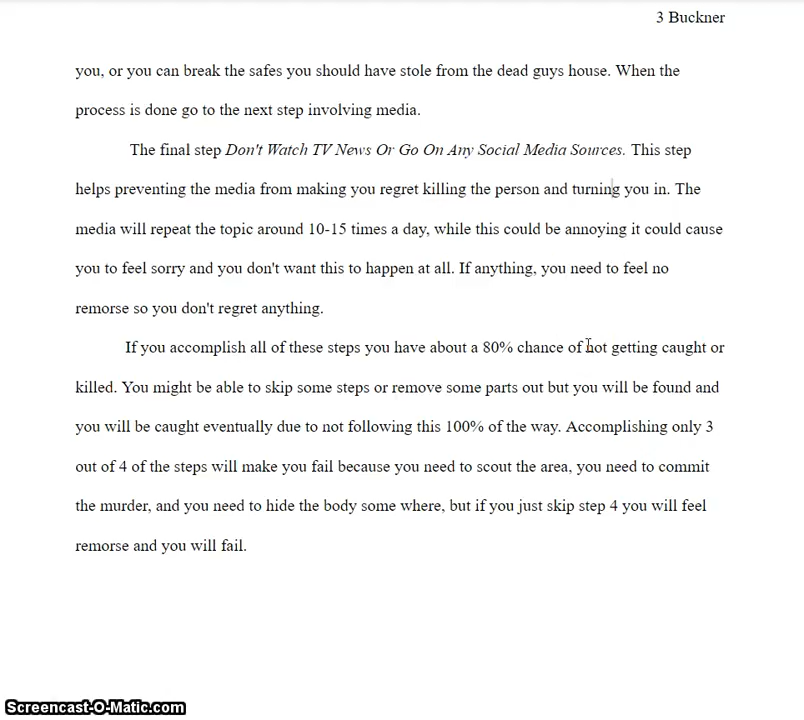 3 Buckner
you, or you can break the safes you should have stole from the dead guys house. When the
process is done go to the next step involving media.
The final step Don't Watch TV News Or Go On Any Social Media Sources. This step
helps preventing the media from making you regret killing the person and turning you in. The
media will repeat the topic around 10-15 times a day, while this could be annoying it could cause
you to feel sorry and you don't want this to happen at all. If anything, you need to feel no
remorse so you don't regret anything.
If you accomplish all of these steps you have about a 80% chance of not getting caught or
killed. You might be able to skip some steps or remove some parts out but you will be found and
you will be caught eventually due to not following this 100% of the way. Accomplishing only 3
out of 4 of the steps will make you fail because you need to scout the area, you need to commit
the murder, and you need to hide the body some where, but if you just skip step 4 you will feel
remorse and you will fail.
Screencast-O-Matic.com